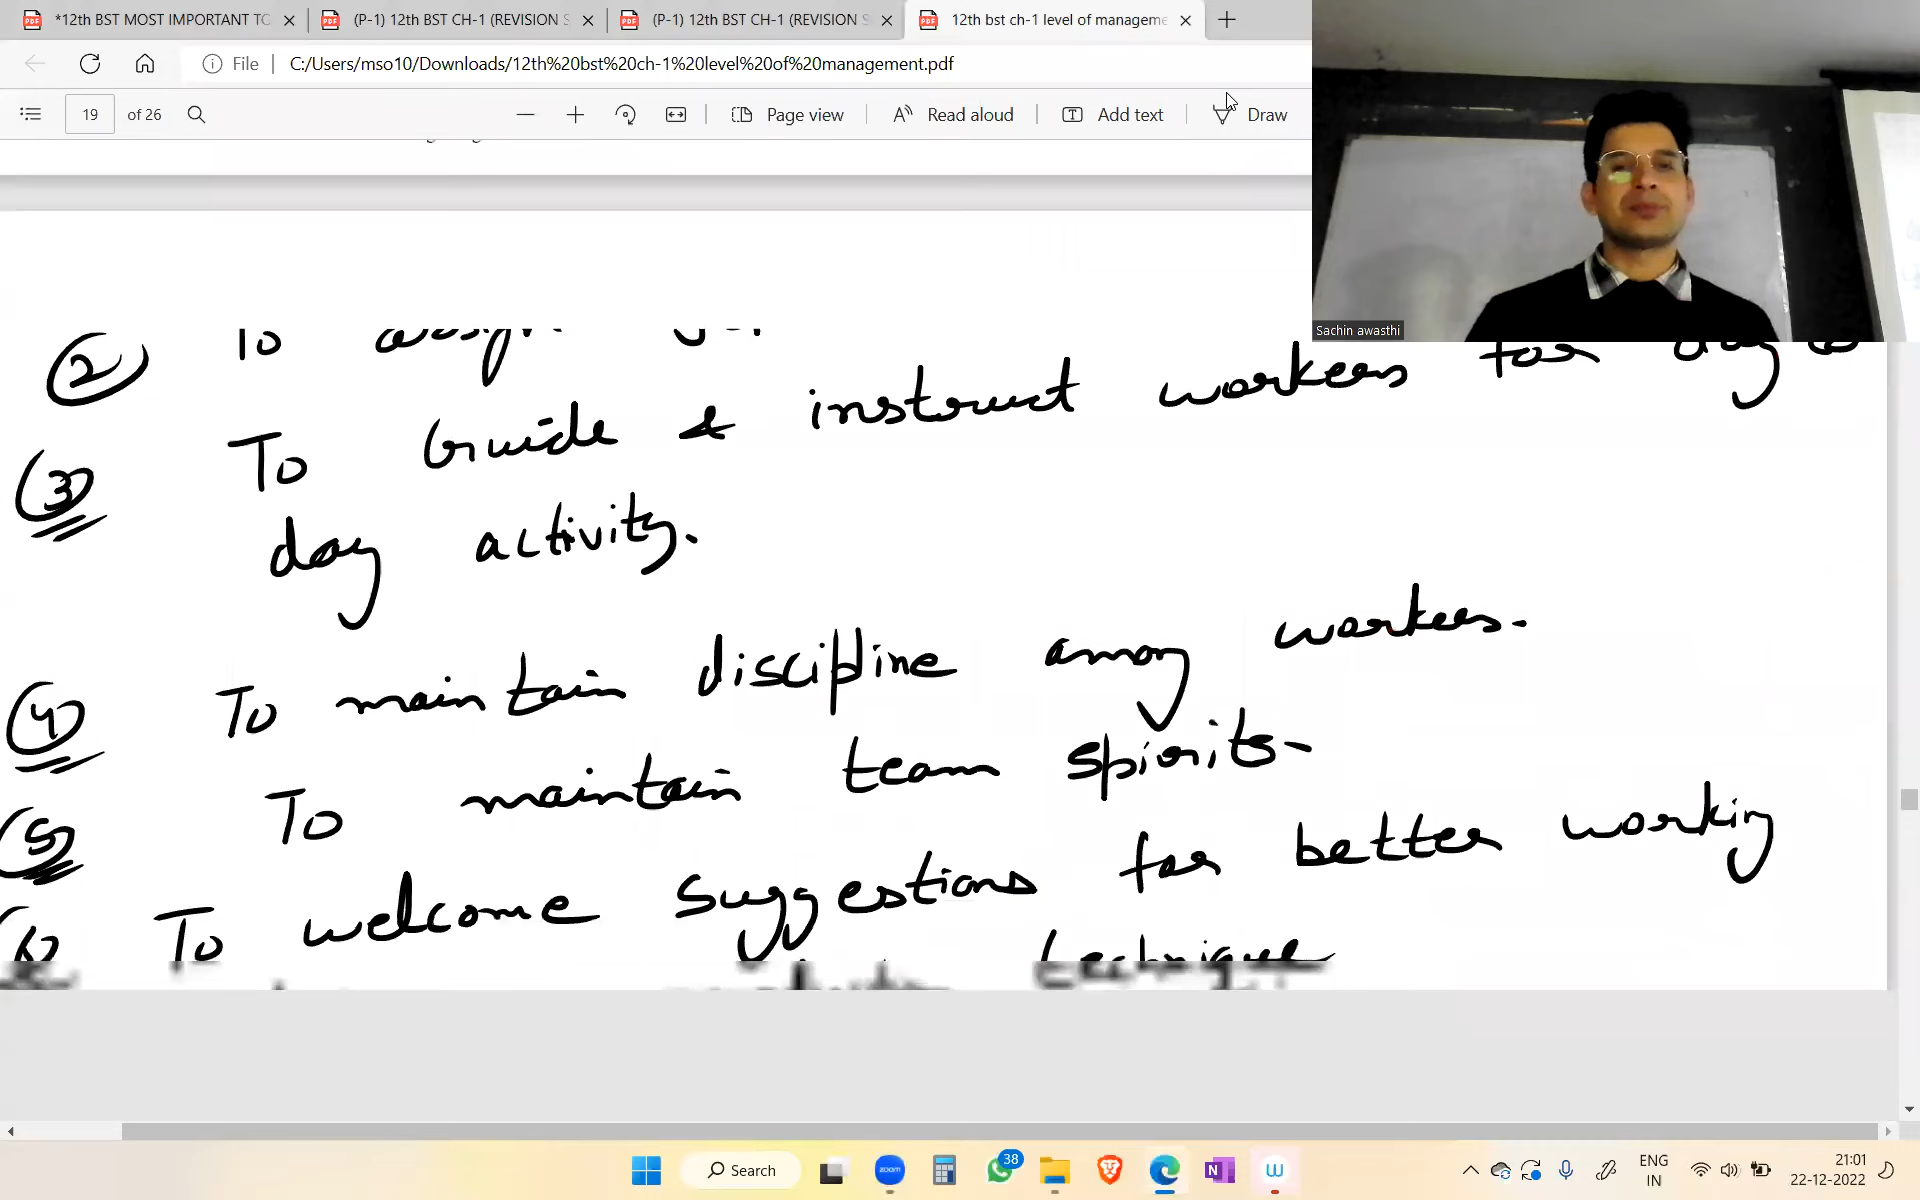 *12th BST MOST IMPORTANT TO
(P-1) 12th BST CH-1 (REVISION S
(P-1) 12th BST CH-1 (REVISION S
12th bst ch-1 level of manageme
File
C:/Users/mso10/Downloads/12th%20bst%20ch-1%20level%20of%20management.pdf
19 of 26
Page view
Read aloud
Add text
Draw
Sachin awasthi
(2) To
(3) To Guide & instruct workers for day to
day activity.
(4) To maintain discipline among workers.
(5) To maintain team spirits-
To welcome suggestions for better working
technique
Search
zoom
38
ENG
IN
21:01
22-12-2022